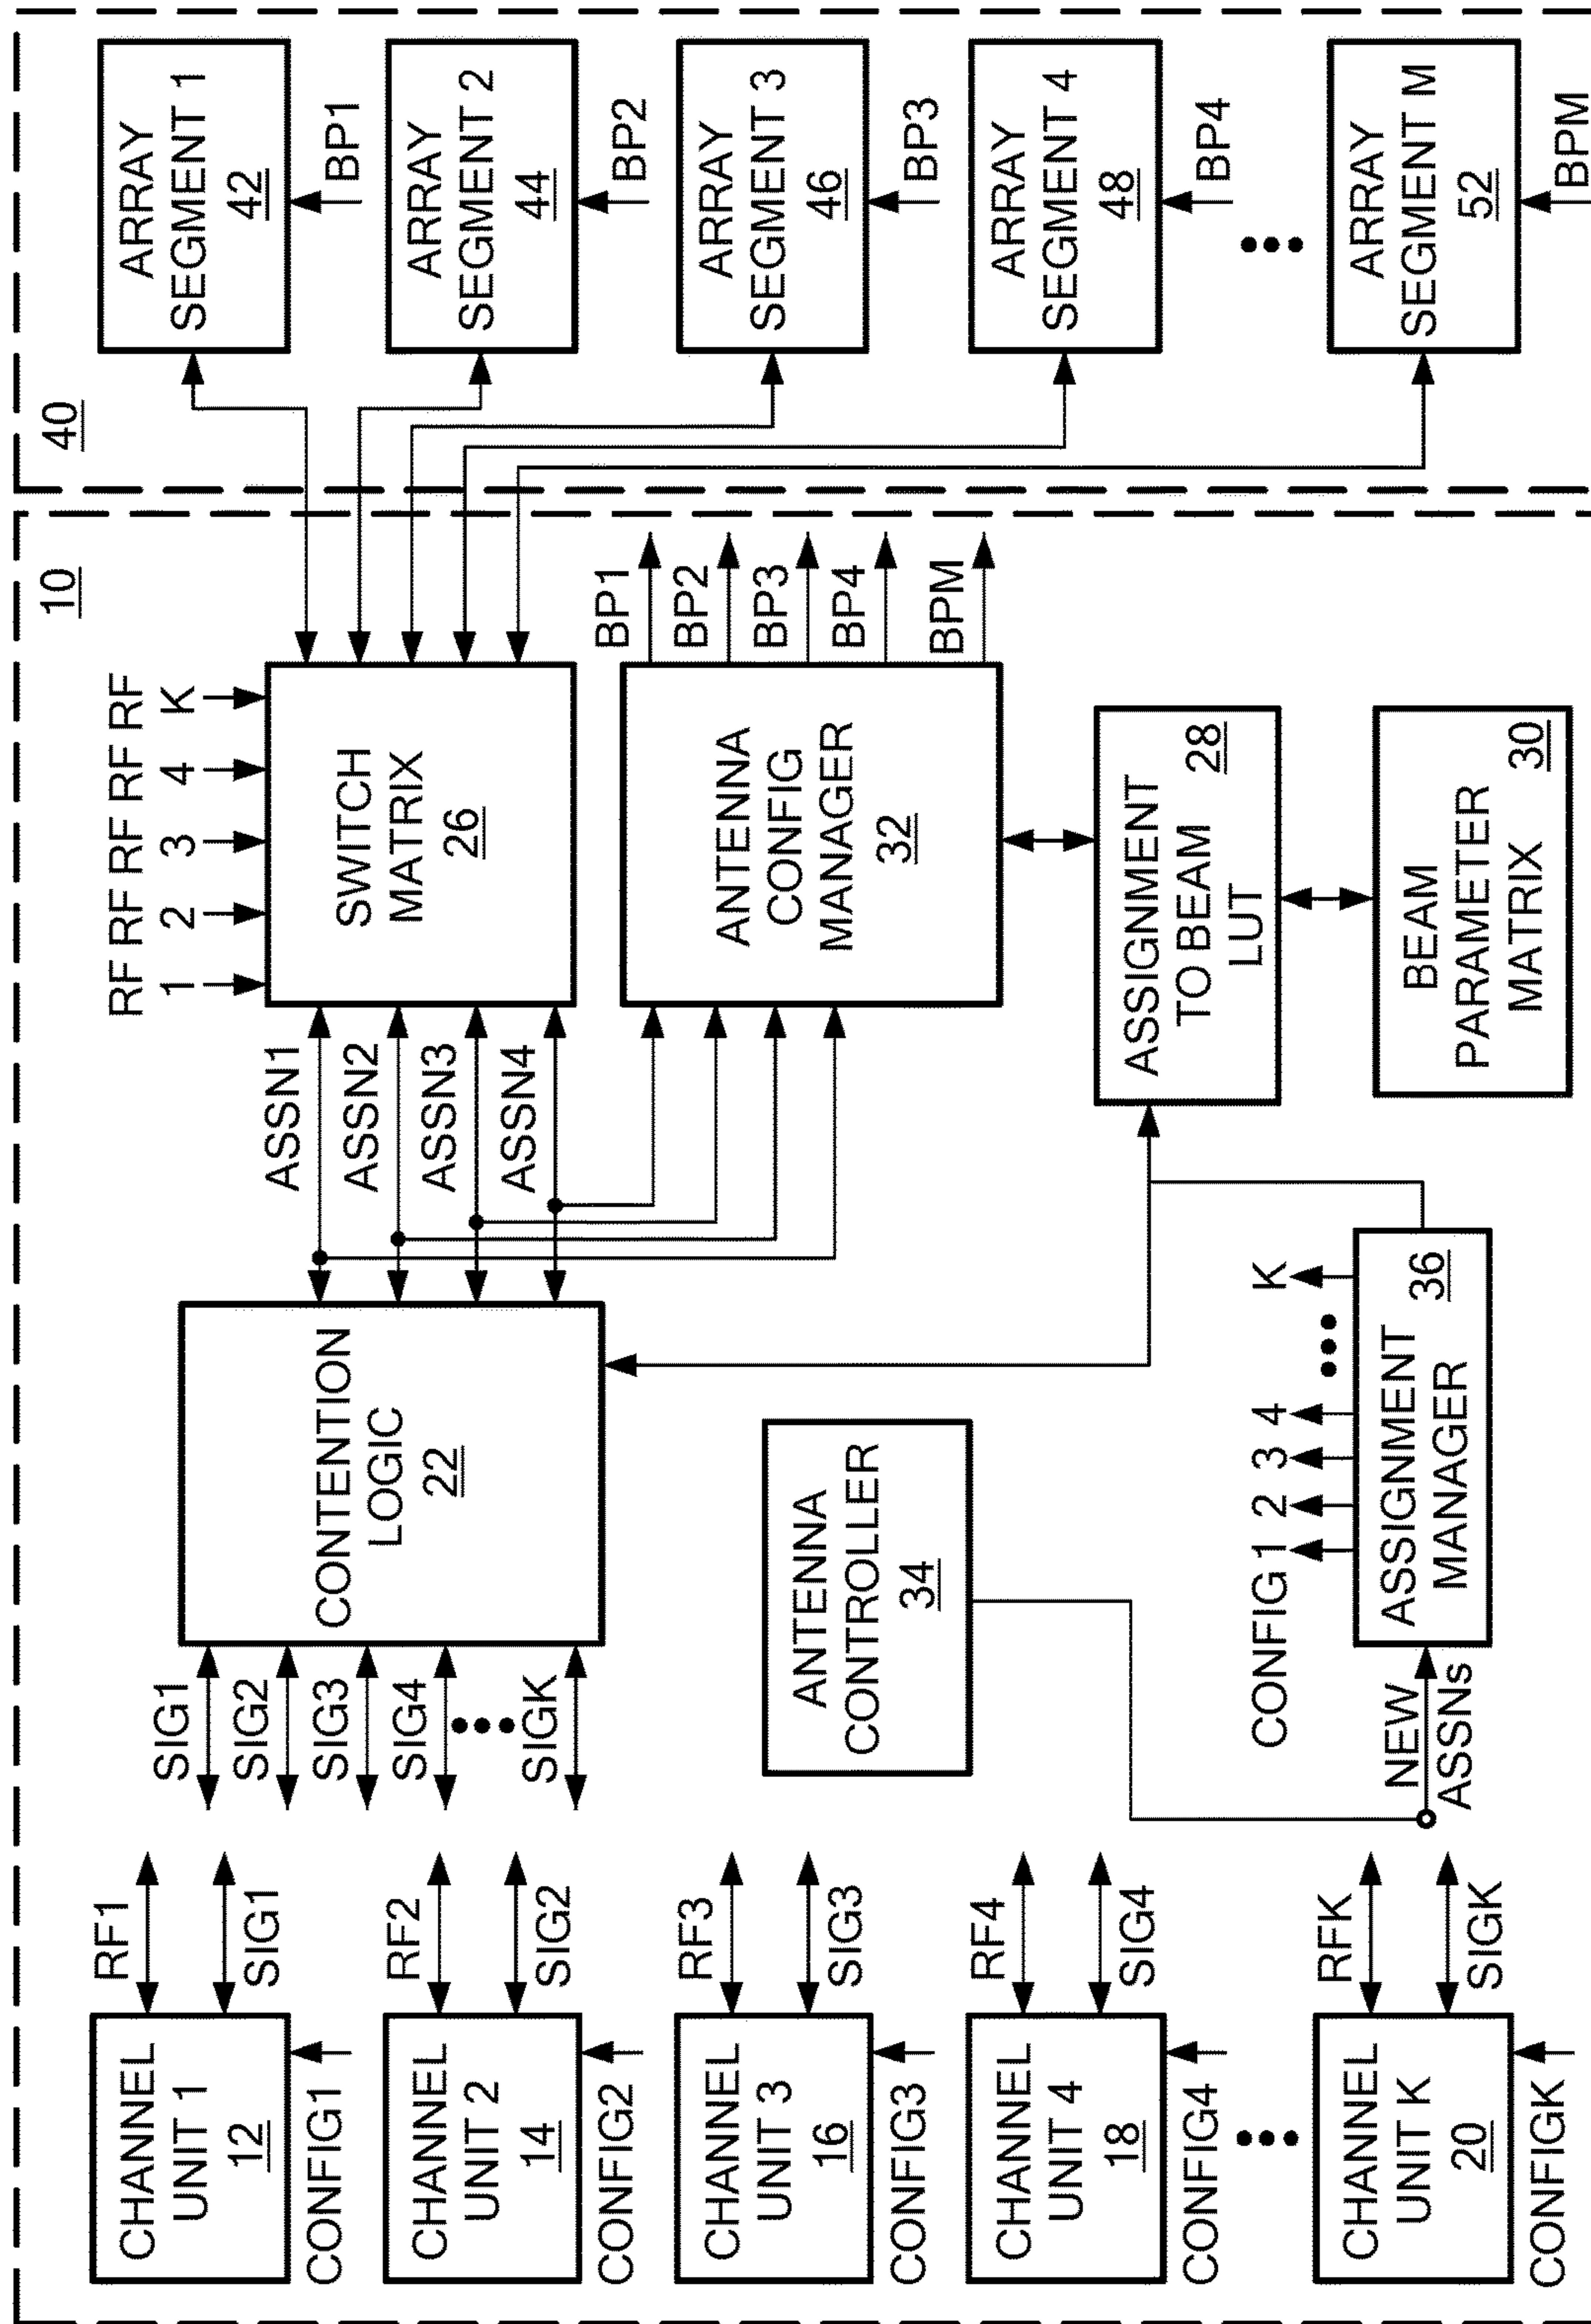 10
CHANNEL
UNIT 1
12
RF1
SIG1
CONFIG1
CHANNEL
UNIT 2
14
RF2
SIG2
CONFIG2
CHANNEL
UNIT 3
16
RF3
SIG3
CONFIG3
CHANNEL
UNIT 4
18
RF4
SIG4
CONFIG4
CHANNEL
UNIT K
20
RFK
SIGK
CONFIGK
SIG1
SIG2
SIG3
SIG4
SIGK
CONTENTION
LOGIC
22
ANTENNA
CONTROLLER
34
NEW
ASSNs
CONFIG 1 2 3 4 K
ASSIGNMENT
MANAGER
36
ASSN1
ASSN2
ASSN3
ASSN4
RF RF RF RF RF
1 2 3 4 K
SWITCH
MATRIX
26
ANTENNA
CONFIG
MANAGER
32
BP1
BP2
BP3
BP4
BPM
ASSIGNMENT
TO BEAM
LUT
28
BEAM
PARAMETER
MATRIX
30
40
ARRAY
SEGMENT 1
42
BP1
ARRAY
SEGMENT 2
44
BP2
ARRAY
SEGMENT 3
46
BP3
ARRAY
SEGMENT 4
48
BP4
ARRAY
SEGMENT M
52
BPM